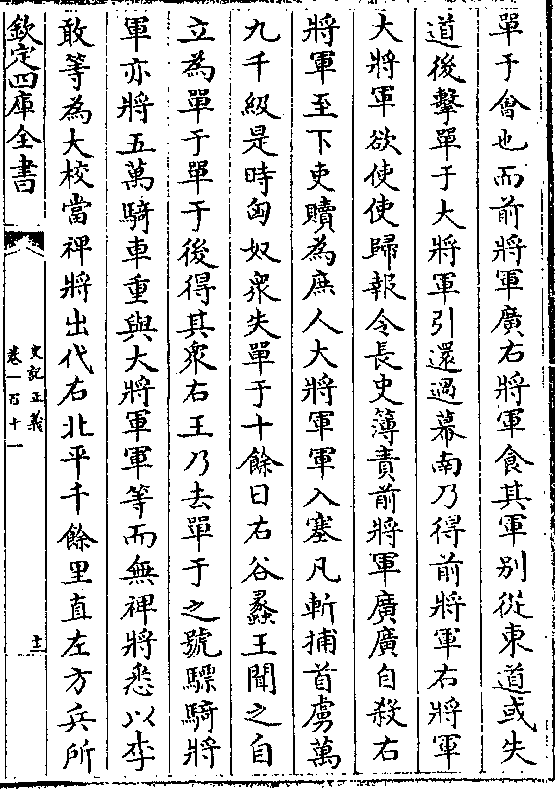 單于會也而前將軍廣右將軍食其軍別從東道或失
道後擊單于大將軍引還過幕南乃得前將軍右將軍
大將軍欲使使歸報令長史簿責前將軍廣廣自殺右
將軍至下吏贖為庶人大將軍軍入塞凡斬捕首虜萬
九千級是時匈奴衆失單于十餘日右谷蠡王聞之自
立為單于單于後得其衆右王乃去單于之號驃騎將
軍亦將五萬騎車重與大將軍軍等而無禆將悉以李
敢等為大校當禆將出代右北平千餘里直左方兵所
欽定四庫全書
史記正義
卷一百十一
十二